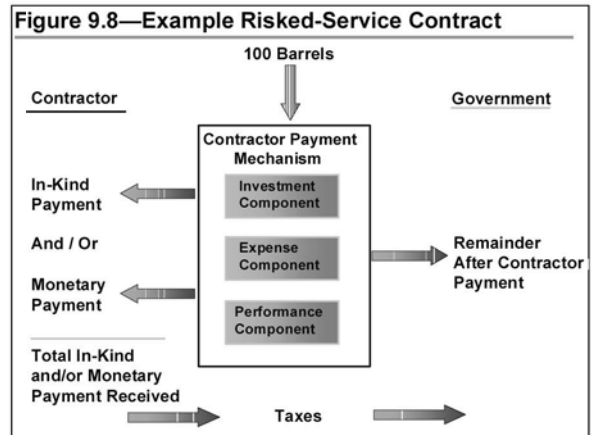 Figure 9.8—Example Risked-Service Contract
100 Barrels
Contractor
Government
Contractor Payment
Mechanism
Investment
Component
In-Kind
Payment
And / Or
Expense
Component
Remainder
After Contractor
Payment
Monetary
Payment
Performance
Component
Total In-Kind
and/or Monetary
Payment Received
Taxes